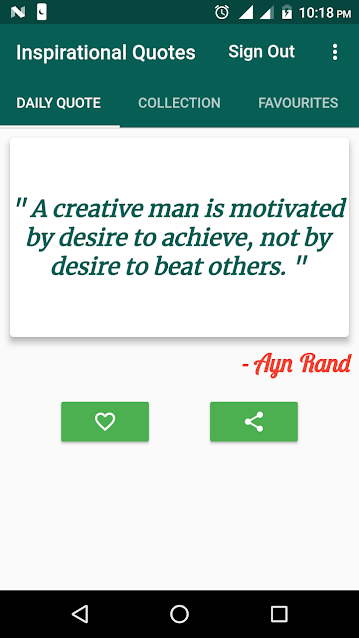 10:18 PM
Inspirational Quotes Sign Out
DAILY QUOTE COLLECTION FAVOURITES
" A creative man is motivated
by desire to achieve, not by
desire to beat others. "
- Ayn Rand